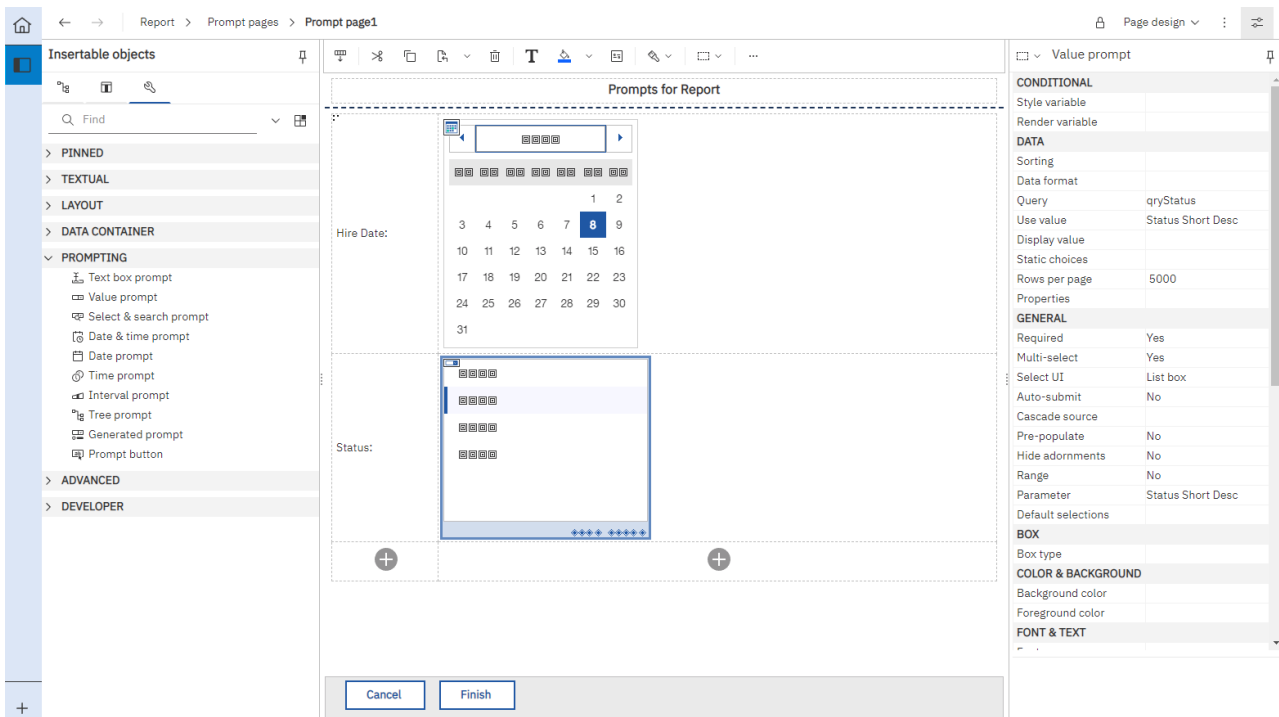 Report > Prompt pages > Prompt page1
Page design
Insertable objects
Find
PINNED
TEXTUAL
LAYOUT
DATA CONTAINER
PROMPTING
Text box prompt
Value prompt
Select & search prompt
Date & time prompt
Date prompt
Time prompt
Interval prompt
Tree prompt
Generated prompt
Prompt button
ADVANCED
DEVELOPER
T
Prompts for Report
Hire Date:
1 2
3 4 5 6 7 8 9
10 11 12 13 14 15 16
17 18 19 20 21 22 23
24 25 26 27 28 29 30
31
Status:
Cancel
Finish
Value prompt
CONDITIONAL
Style variable
Render variable
DATA
Sorting
Data format
Query qryStatus
Use value Status Short Desc
Display value
Static choices
Rows per page 5000
Properties
GENERAL
Required Yes
Multi-select Yes
Select UI List box
Auto-submit No
Cascade source
Pre-populate No
Hide adornments No
Range No
Parameter Status Short Desc
Default selections
BOX
Box type
COLOR & BACKGROUND
Background color
Foreground color
FONT & TEXT